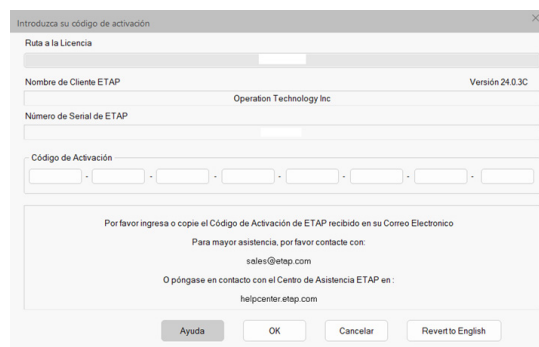 Introduzca su código de activación
Ruta a la Licencia
Nombre de Cliente ETAP
Versión 24.0.3C
Operation Technology Inc
Número de Serial de ETAP
Código de Activación
- - - - - - -
Por favor ingresa o copie el Código de Activación de ETAP recibido en su Correo Electronico
Para mayor asistencia, por favor contacte con:
sales@etap.com
O póngase en contacto con el Centro de Asistencia ETAP en :
helpcenter.etap.com
Ayuda OK Cancelar Revert to English